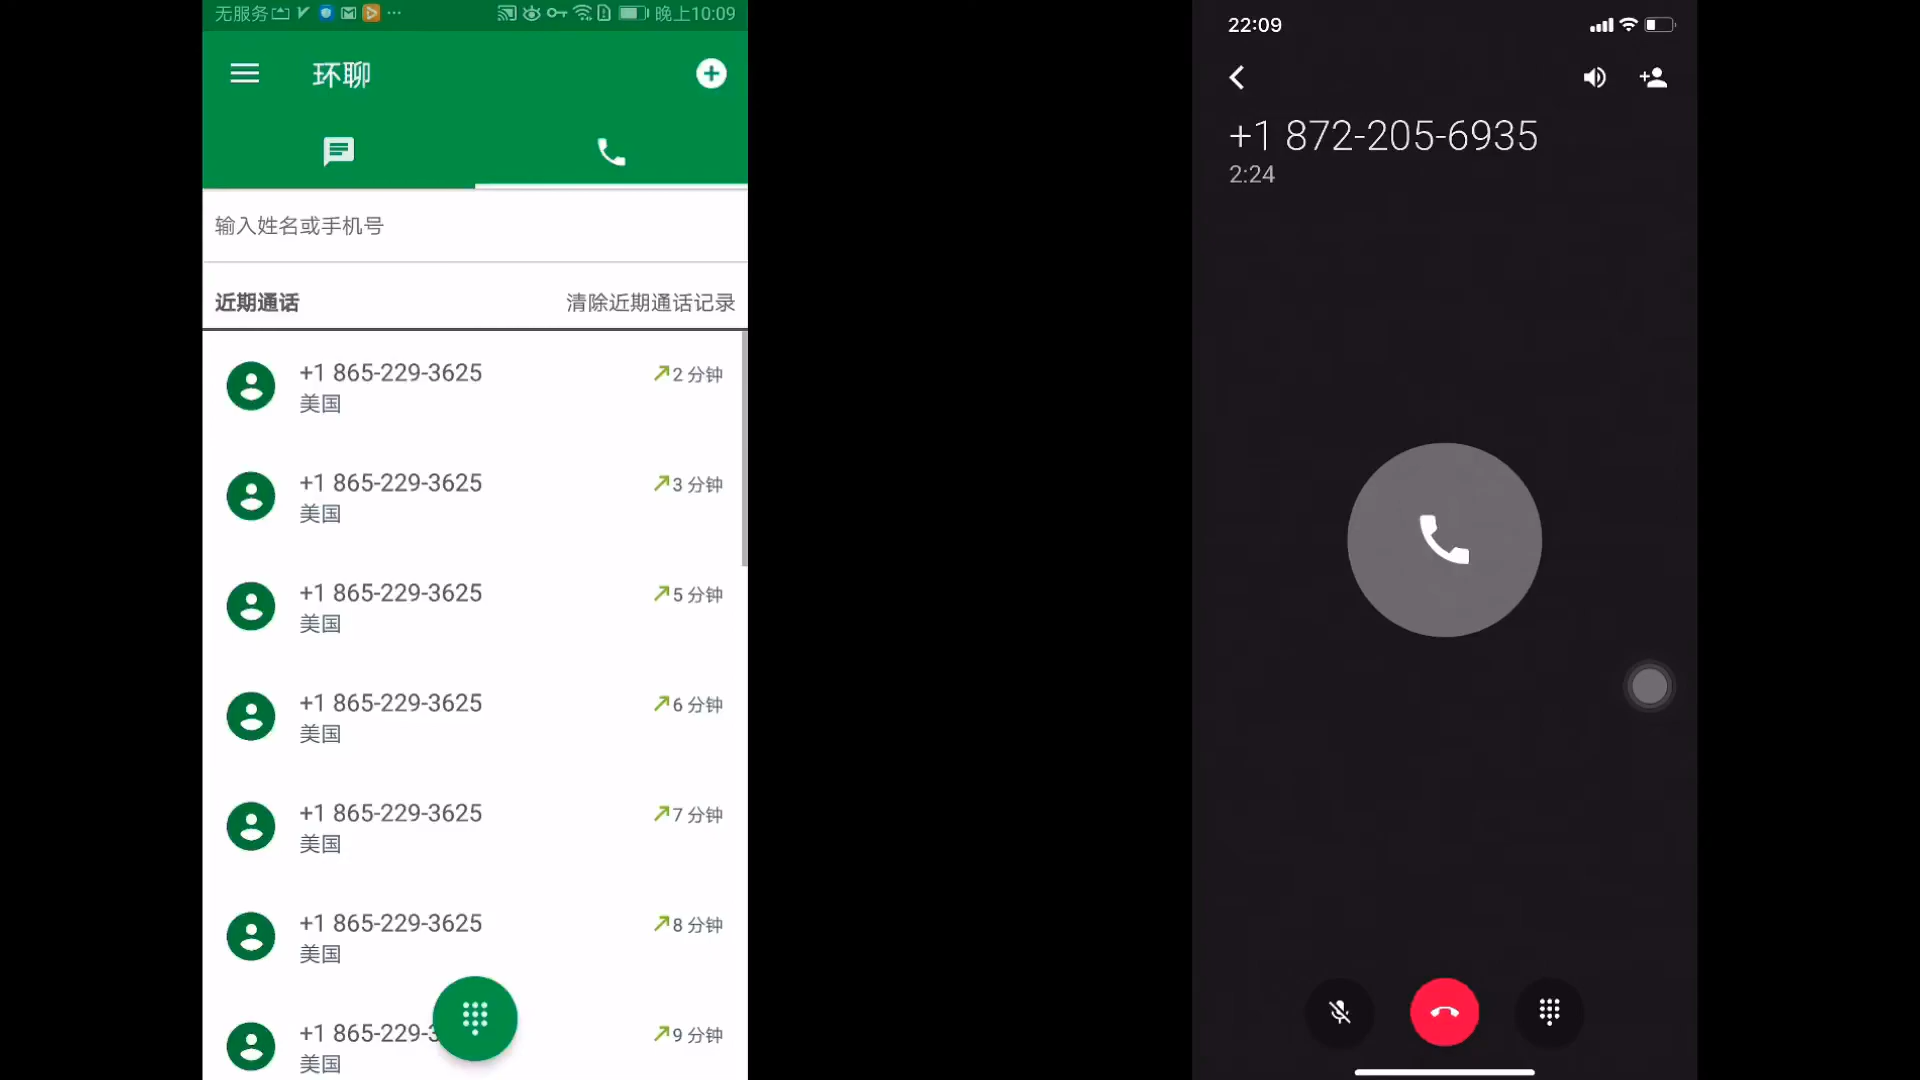 无服务 ··· 晚上10:09
环聊
输入姓名或手机号
近期通话 清除近期通话记录
+1 865-229-3625 2 分钟
美国
+1 865-229-3625 3 分钟
美国
+1 865-229-3625 5 分钟
美国
+1 865-229-3625 6 分钟
美国
+1 865-229-3625 7 分钟
美国
+1 865-229-3625 8 分钟
美国
+1 865-229-3 9 分钟
美国
22:09
+1 872-205-6935
2:24